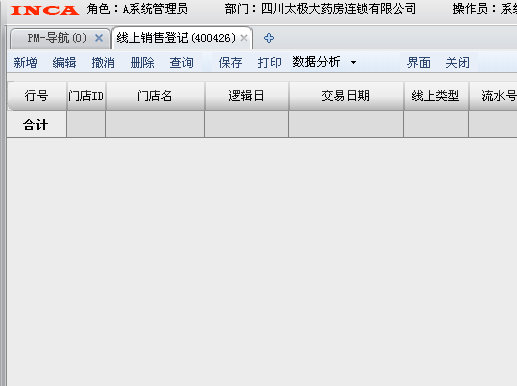 INCA 角色：A系统管理员 部门：四川太极大药房连锁有限公司 操作员：系
PM-导航(0) 线上销售登记(400426)
新增 编辑 撤消 删除 查询 保存 打印 数据分析 界面 关闭
行号 门店ID 门店名 逻辑日 交易日期 线上类型 流水号
合计